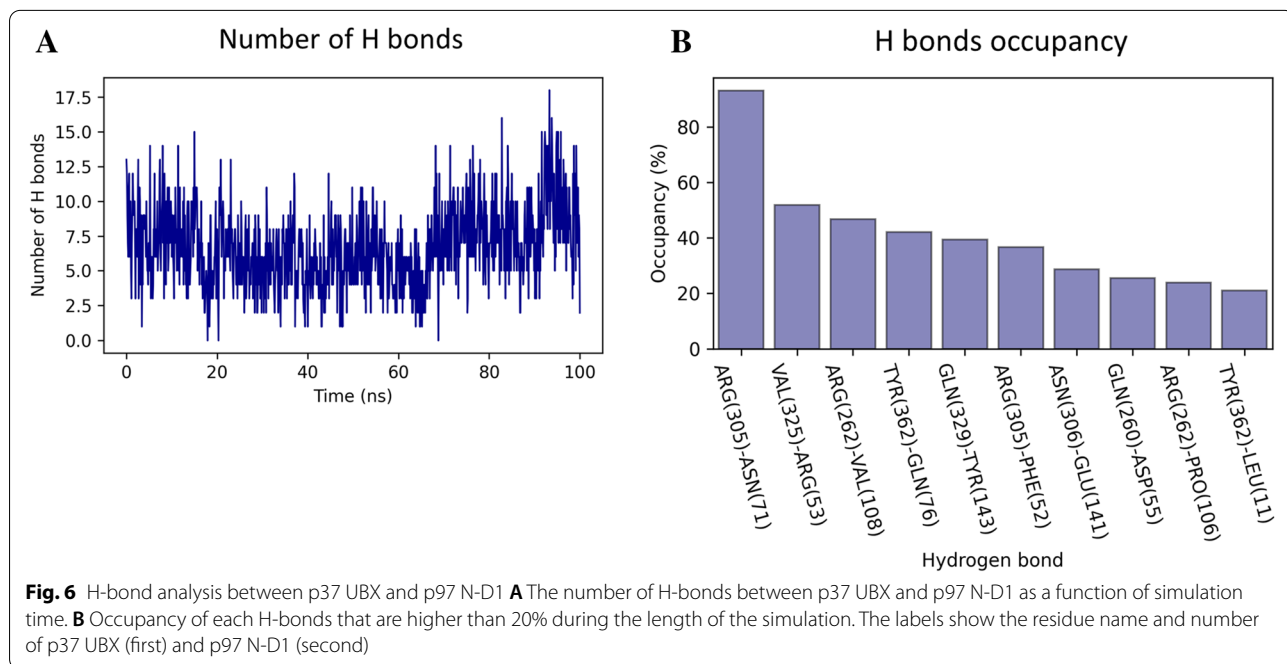 A
Number of H bonds
17.5
15.0
12.5
10.0
7.5
5.0
2.5
0.0
Number of H bonds
0 20 40 60 80 100
Time (ns)
B
H bonds occupancy
80
60
40
20
0
Occupancy (%)
ARG(305)-ASN(71)
VAL(325)-ARG(53)
ARG(262)-VAL(108)
TYR(362)-GLN(76)
GLN(329)-TYR(143)
ARG(305)-PHE(52)
ASN(306)-GLU(141)
GLN(260)-ASP(55)
ARG(262)-PRO(106)
TYR(362)-LEU(11)
Hydrogen bond
Fig. 6 H-bond analysis between p37 UBX and p97 N-D1 A The number of H-bonds between p37 UBX and p97 N-D1 as a function of simulation
time. B Occupancy of each H-bonds that are higher than 20% during the length of the simulation. The labels show the residue name and number
of p37 UBX (first) and p97 N-D1 (second)